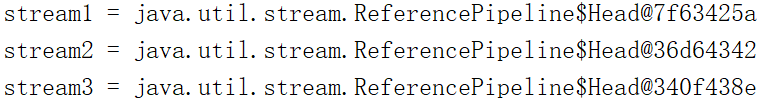 stream1 = java.util.stream.ReferencePipeline$Head@7f63425a
stream2 = java.util.stream.ReferencePipeline$Head@36d64342
stream3 = java.util.stream.ReferencePipeline$Head@340f438e